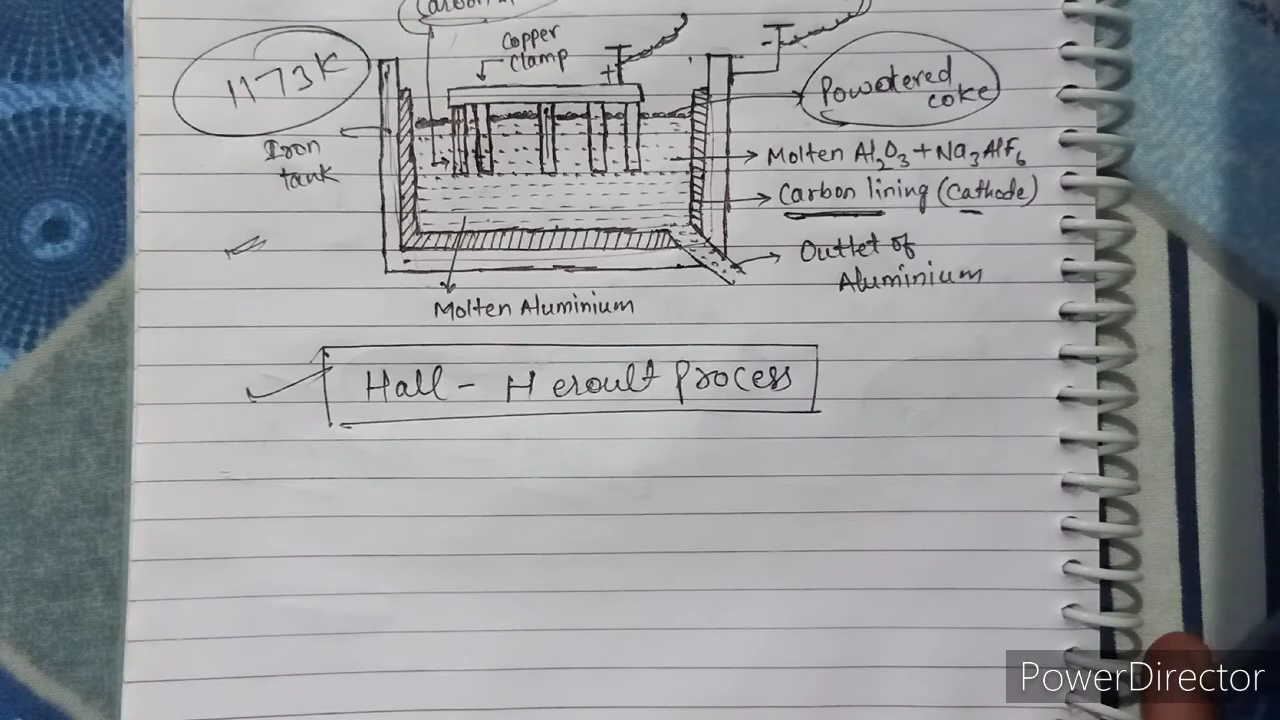 Carbon
Copper
clamp
1173K
+
-
Powdered
coke
Iron
tank
Molten Al₂O₃ + Na₃AlF₆
Carbon lining (Cathode)
Outlet of
Aluminium
Molten Aluminium
Hall - Heroult Process
PowerDirector